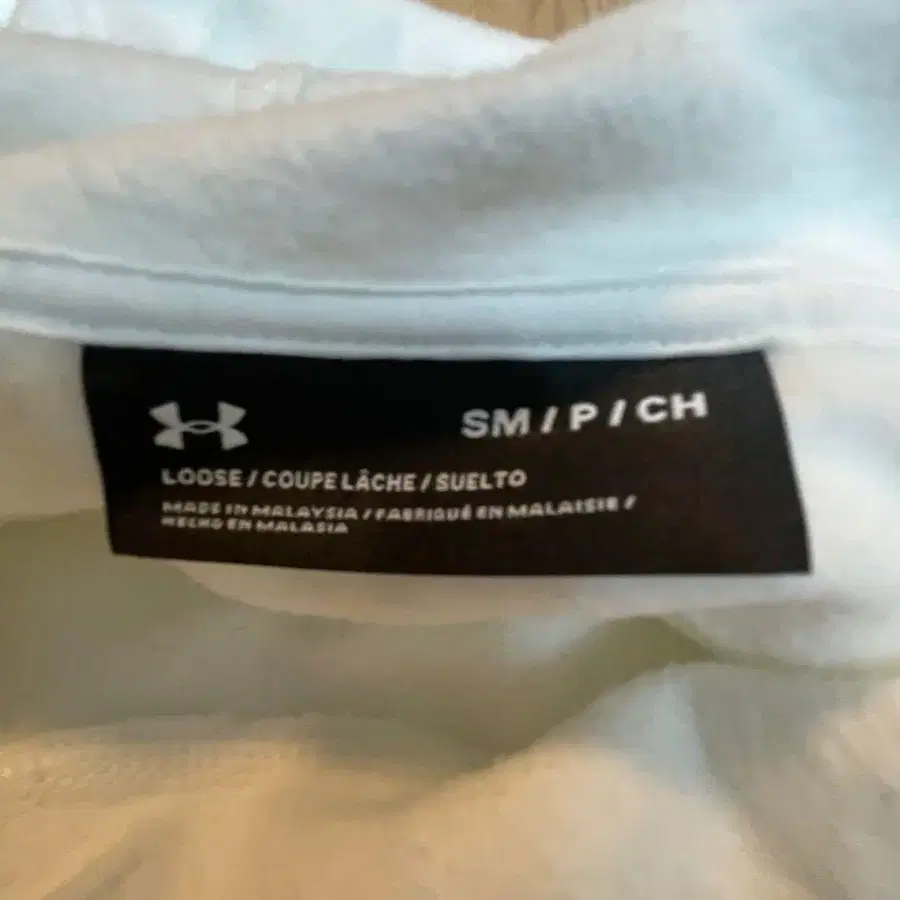 SM / P / CH
LOOSE / COUPE LÂCHE / SUELTO
MADE IN MALAYSIA / FABRIQUÉ EN MALAISIE /
HECHO EN MALASIA